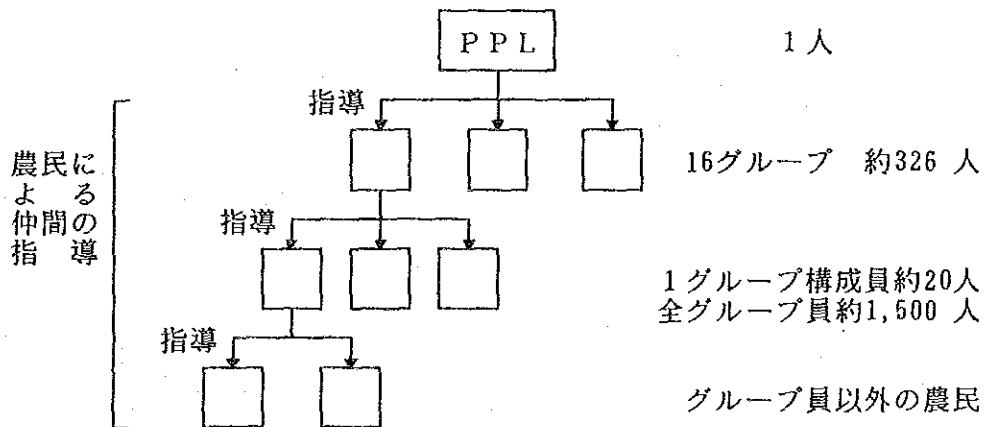 PPL
1人
指導
16グループ 約326人
農民に
よる
仲間の
指導
指導
1グループ構成員約20人
全グループ員約1,500人
指導
グループ員以外の農民